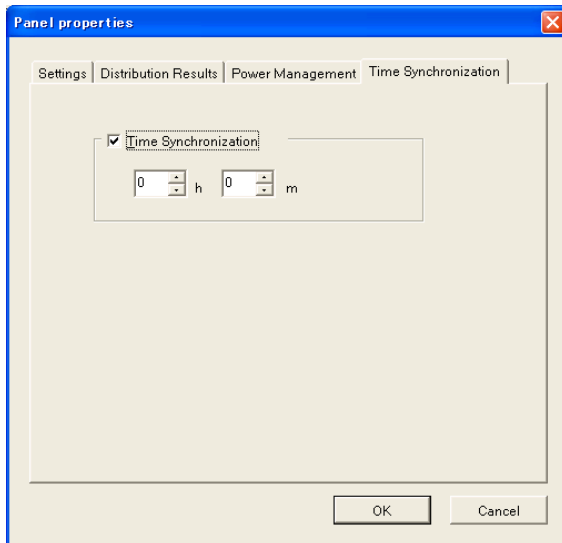 Panel properties
Settings Distribution Results Power Management Time Synchronization
Time Synchronization
0 h 0 m
OK Cancel